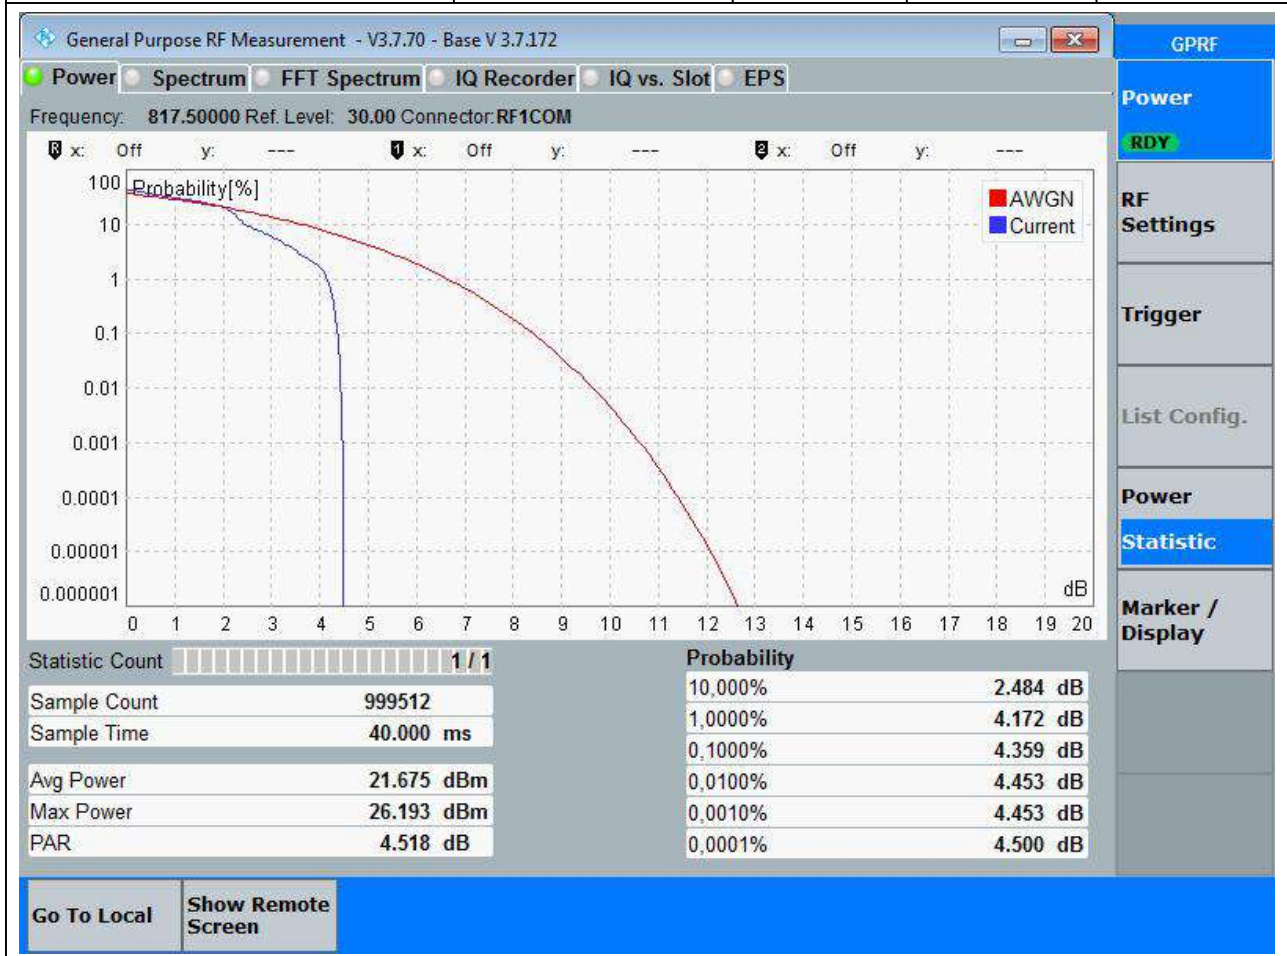 General Purpose RF Measurement - V3.7.70 - Base V 3.7.172
GPRF
Power Spectrum FFT Spectrum IQ Recorder IQ vs. Slot EPS
Frequency: 817.50000 Ref. Level: 30.00 Connector: RF1COM
R x: Off y: --- 1 x: Off y: --- 2 x: Off y: ---
Probability[%]
AWGN
Current
100
10
1
0.1
0.01
0.001
0.0001
0.00001
0.000001
dB
0 1 2 3 4 5 6 7 8 9 10 11 12 13 14 15 16 17 18 19 20
Statistic Count 1 / 1
Sample Count 999512
Sample Time 40.000 ms
Avg Power 21.675 dBm
Max Power 26.193 dBm
PAR 4.518 dB
Probability
10,000% 2.484 dB
1,0000% 4.172 dB
0,1000% 4.359 dB
0,0100% 4.453 dB
0,0010% 4.453 dB
0,0001% 4.500 dB
Power
RDY
RF
Settings
Trigger
List Config.
Power
Statistic
Marker /
Display
Go To Local
Show Remote
Screen